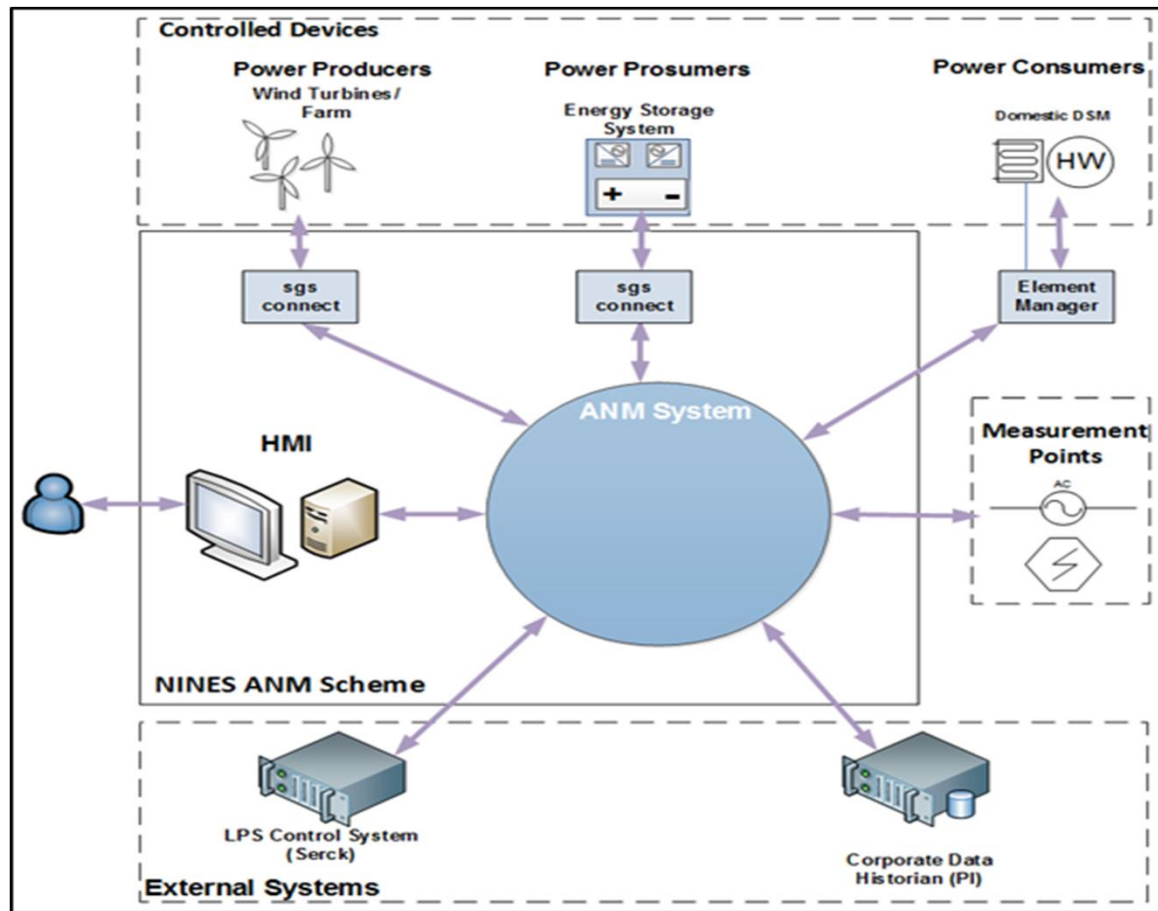 Controlled Devices
Power Producers
Wind Turbines/
Farm
Power Prosumers
Energy Storage
System
+ -
Power Consumers
Domestic DSM
HW
sgs
connect
sgs
connect
Element
Manager
ANM System
HMI
Measurement
Points
AC
NINES ANM Scheme
LPS Control System
(Serck)
Corporate Data
Historian (PI)
External Systems